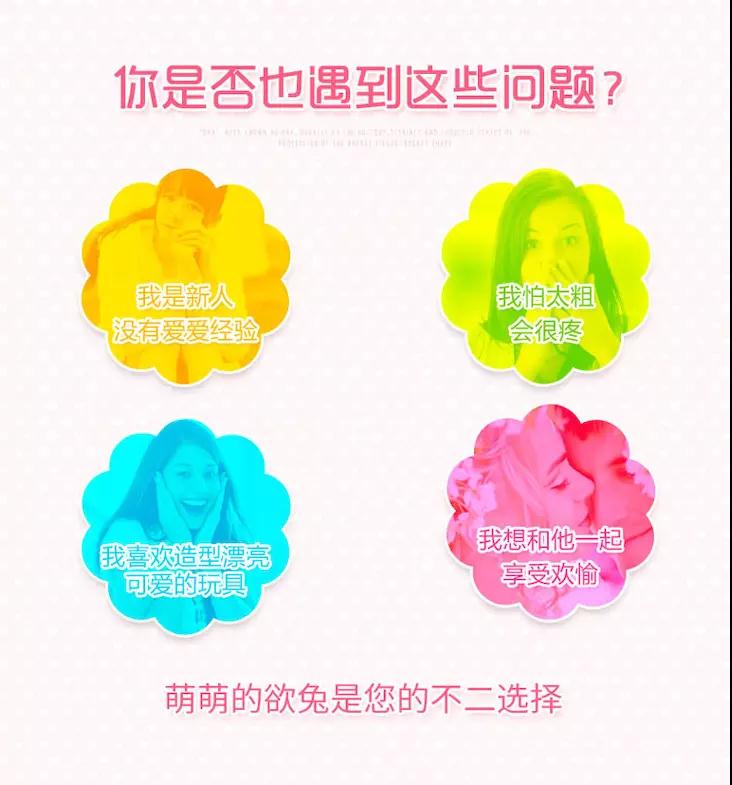 你是否也遇到这些问题?
我是新人
没有爱爱经验
我怕太粗
会很疼
我喜欢造型漂亮
可爱的玩具
我想和他一起
享受欢愉
萌萌的欲兔是您的不二选择